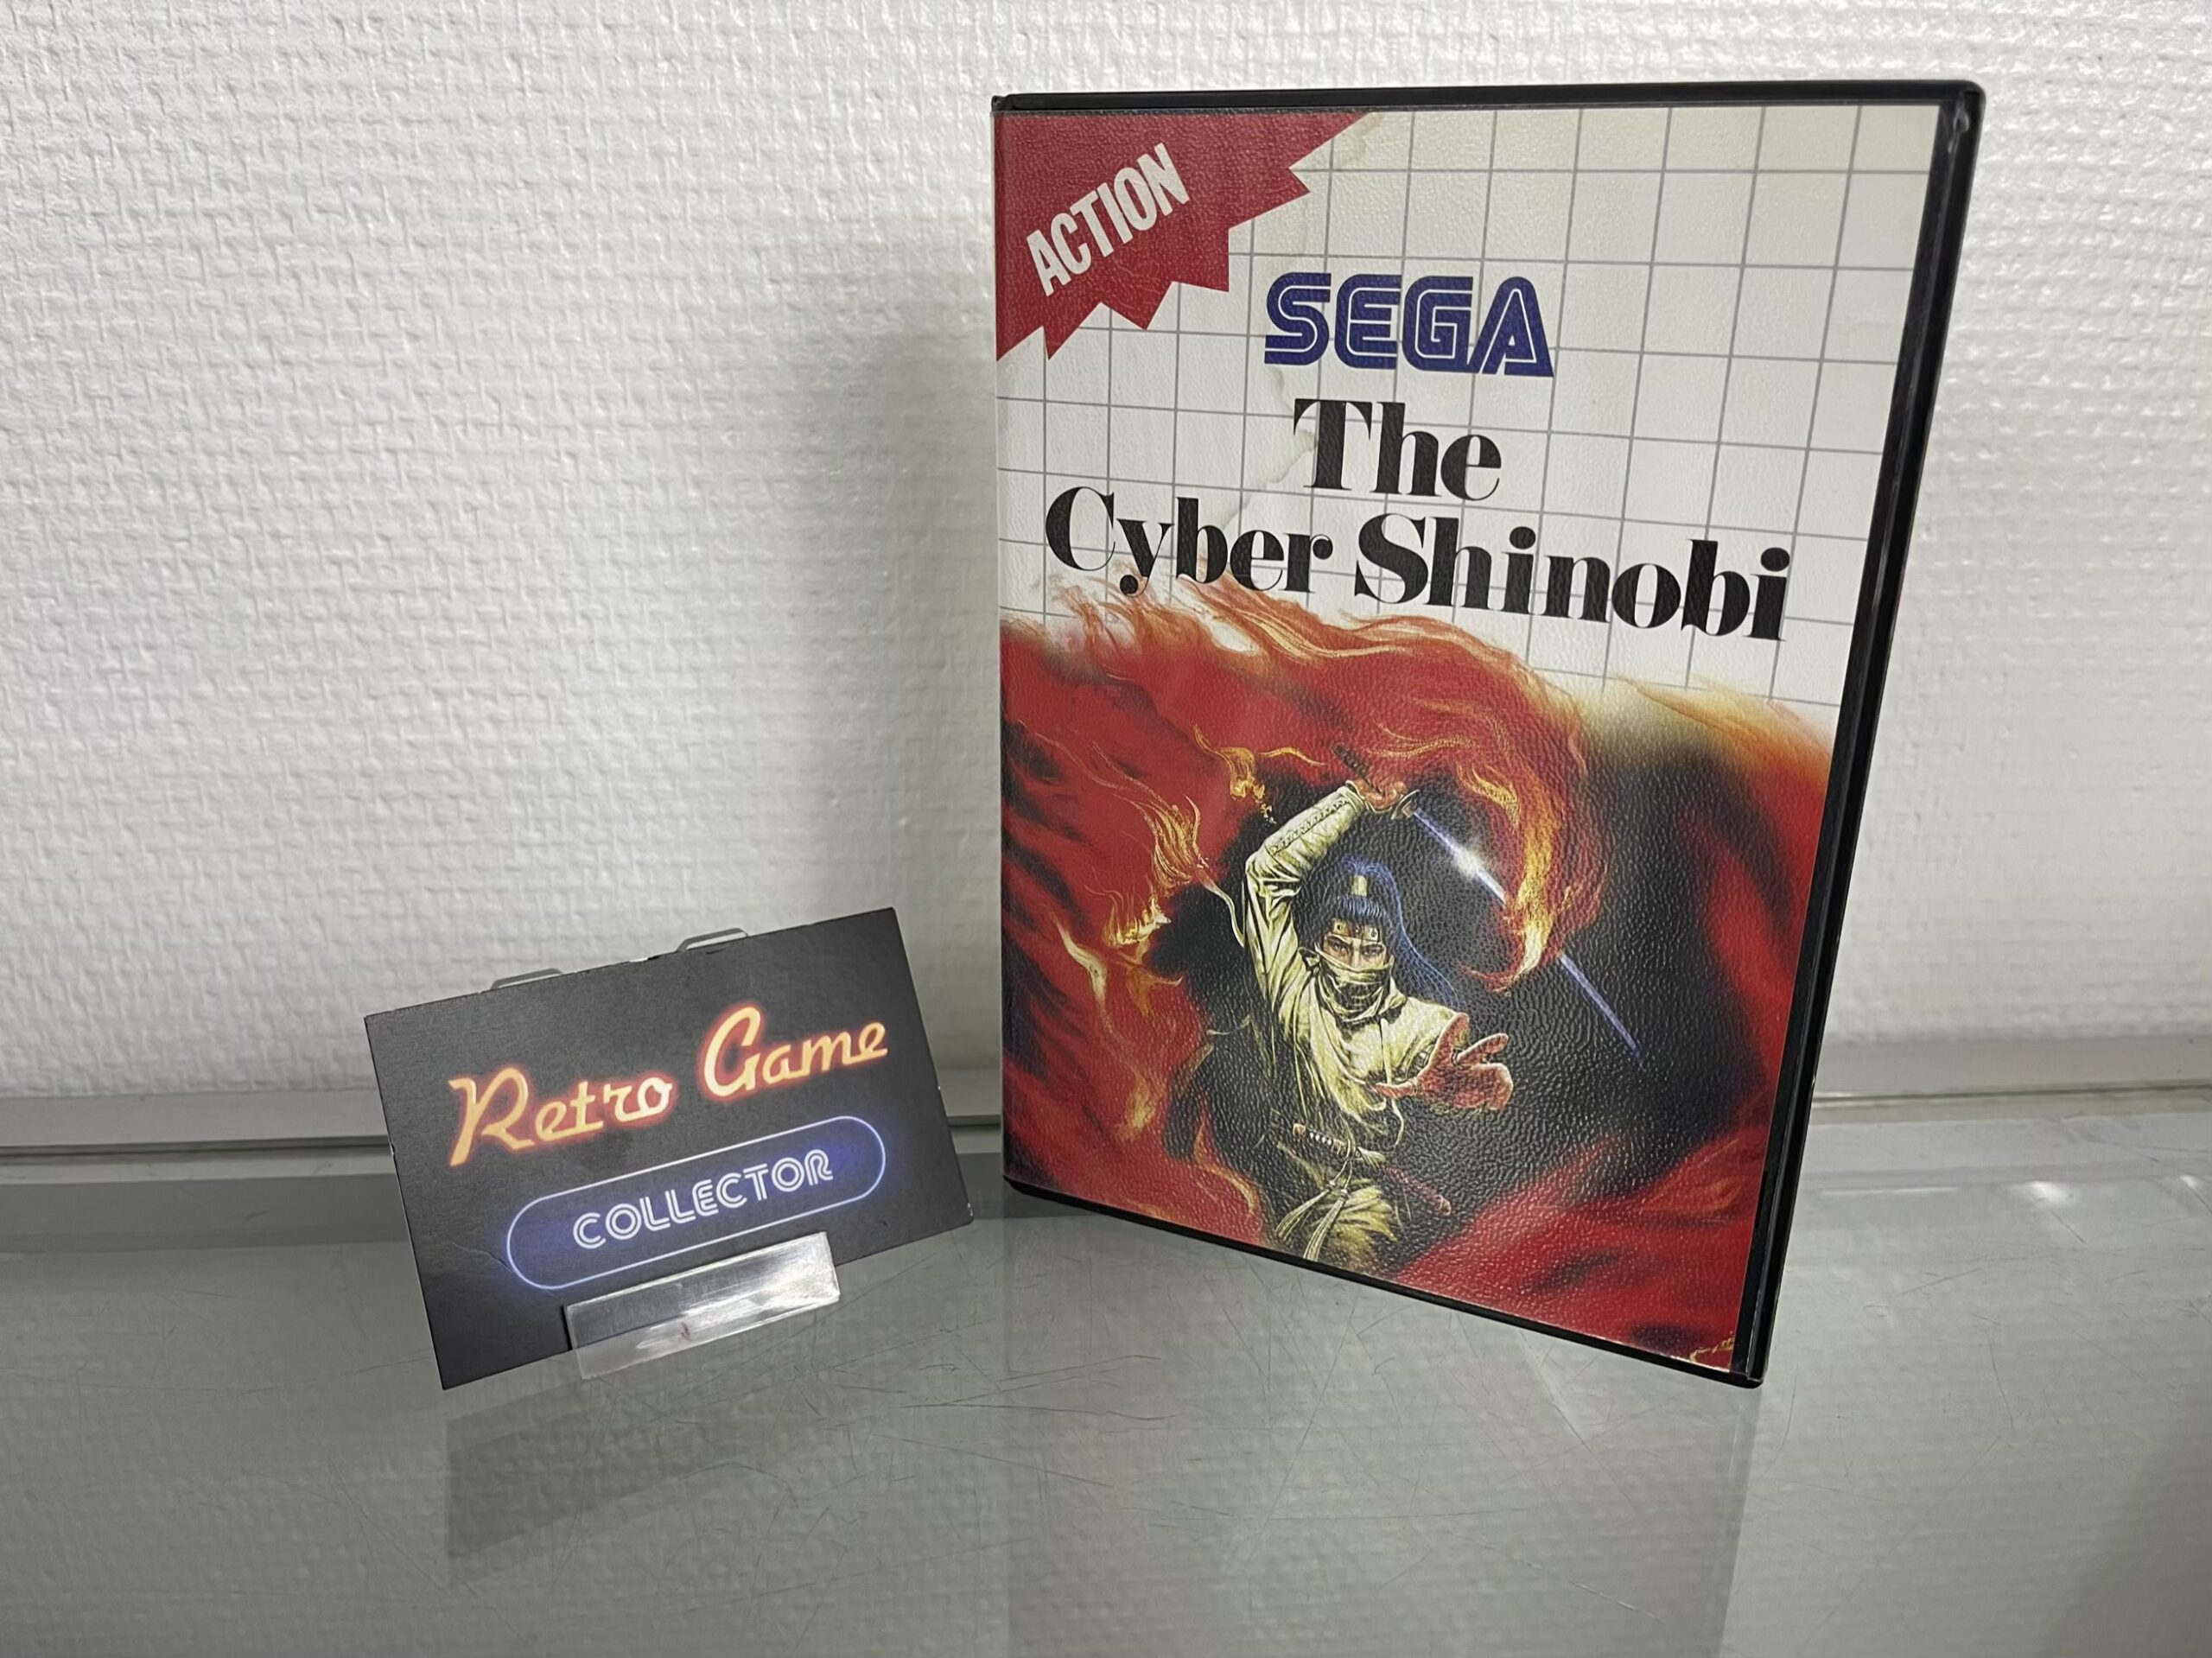 ACTION
SEGA
The
Cyber Shinobi
Retro Game
COLLECTOR